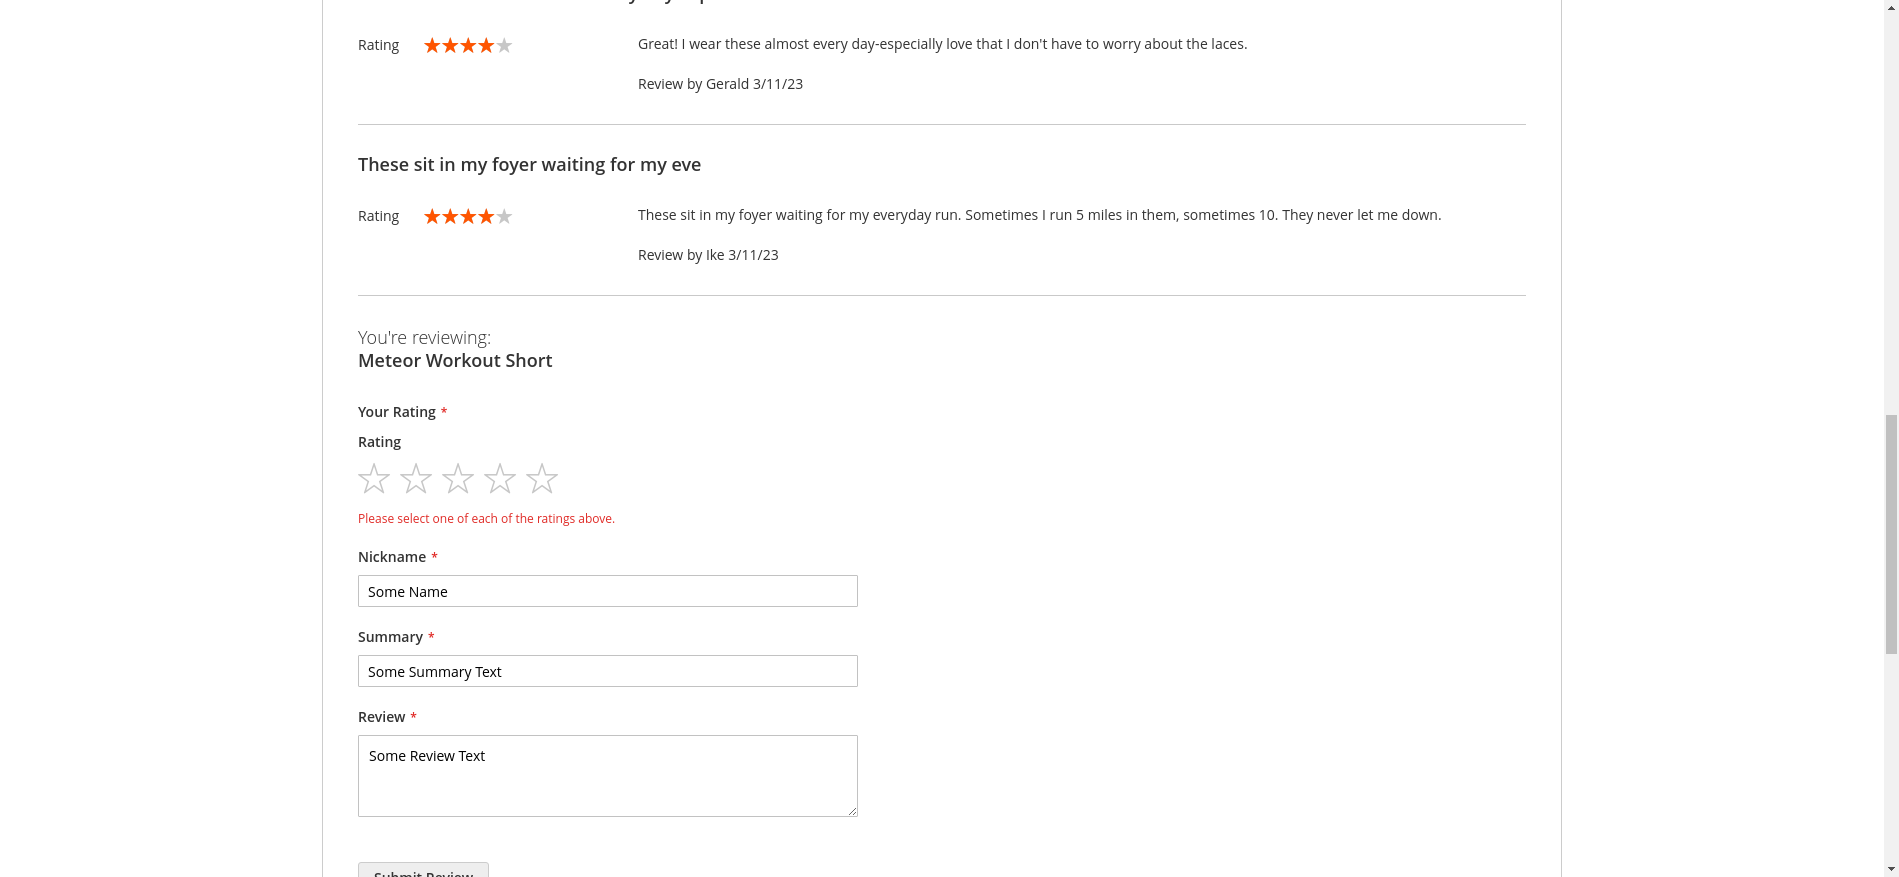 Rating
Great! I wear these almost every day-especially love that I don't have to worry about the laces.
Review by Gerald 3/11/23
These sit in my foyer waiting for my eve
Rating
These sit in my foyer waiting for my everyday run. Sometimes I run 5 miles in them, sometimes 10. They never let me down.
Review by Ike 3/11/23
You're reviewing:
Meteor Workout Short
Your Rating *
Rating
Please select one of each of the ratings above.
Nickname *
Some Name
Summary *
Some Summary Text
Review *
Some Review Text
Submit Review